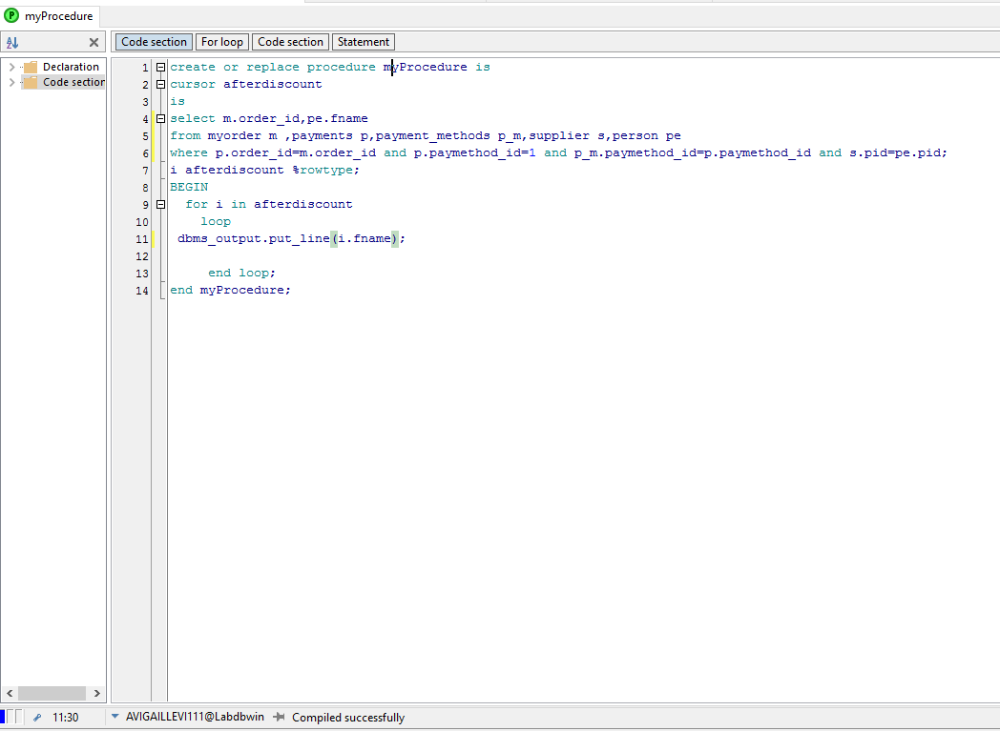 myProcedure
Code section For loop Code section Statement
Declaration
Code section
1 create or replace procedure myProcedure is
2 cursor afterdiscount
3 is
4 select m.order_id,pe.fname
5 from myorder m ,payments p,payment_methods p_m,supplier s,person pe
6 where p.order_id=m.order_id and p.paymethod_id=1 and p_m.paymethod_id=p.paymethod_id and s.pid=pe.pid;
7 i afterdiscount %rowtype;
8 BEGIN
9 for i in afterdiscount
10 loop
11 dbms_output.put_line(i.fname);
12
13 end loop;
14 end myProcedure;
11:30 AVIGAILLEVI111@Labdbwin Compiled successfully